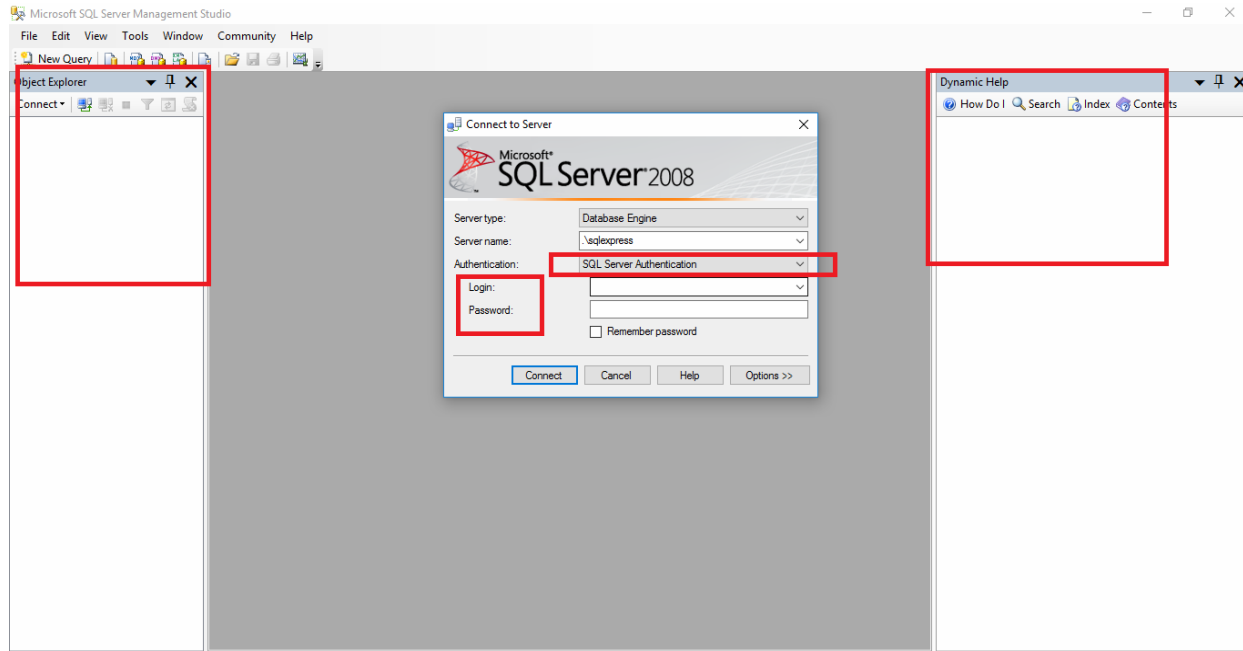 Microsoft SQL Server Management Studio
File Edit View Tools Window Community Help
New Query
Object Explorer
Connect
Dynamic Help
How Do I Search Index Contents
Connect to Server
Microsoft
SQL Server 2008
Server type: Database Engine
Server name: .\sqlexpress
Authentication: SQL Server Authentication
Login:
Password:
Remember password
Connect Cancel Help Options >>